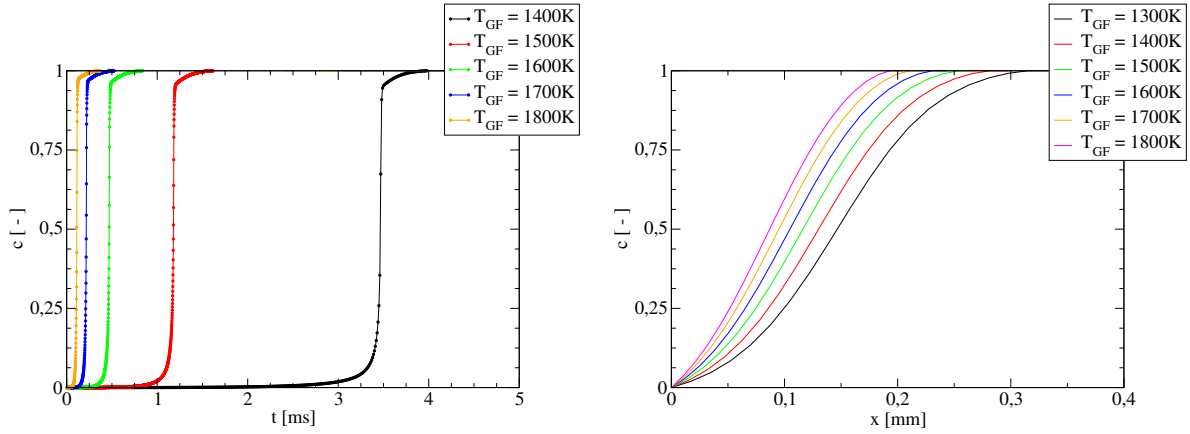 T_GF = 1400K
T_GF = 1500K
T_GF = 1600K
T_GF = 1700K
T_GF = 1800K
1
0,75
0,5
0,25
0
c [ - ]
0 1 2 3 4 5
t [ms]
T_GF = 1300K
T_GF = 1400K
T_GF = 1500K
T_GF = 1600K
T_GF = 1700K
T_GF = 1800K
1
0,75
0,5
0,25
0
c [ - ]
0 0,1 0,2 0,3 0,4
x [mm]